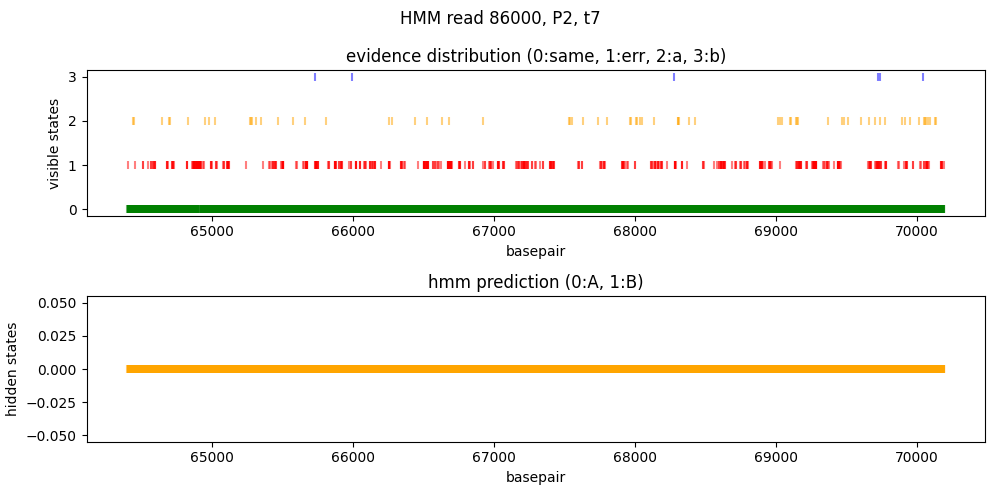 HMM read 86000, P2, t7
evidence distribution (0:same, 1:err, 2:a, 3:b)
visible states
3
2
1
0
65000 66000 67000 68000 69000 70000
basepair
hmm prediction (0:A, 1:B)
hidden states
0.050
0.025
0.000
−0.025
−0.050
65000 66000 67000 68000 69000 70000
basepair